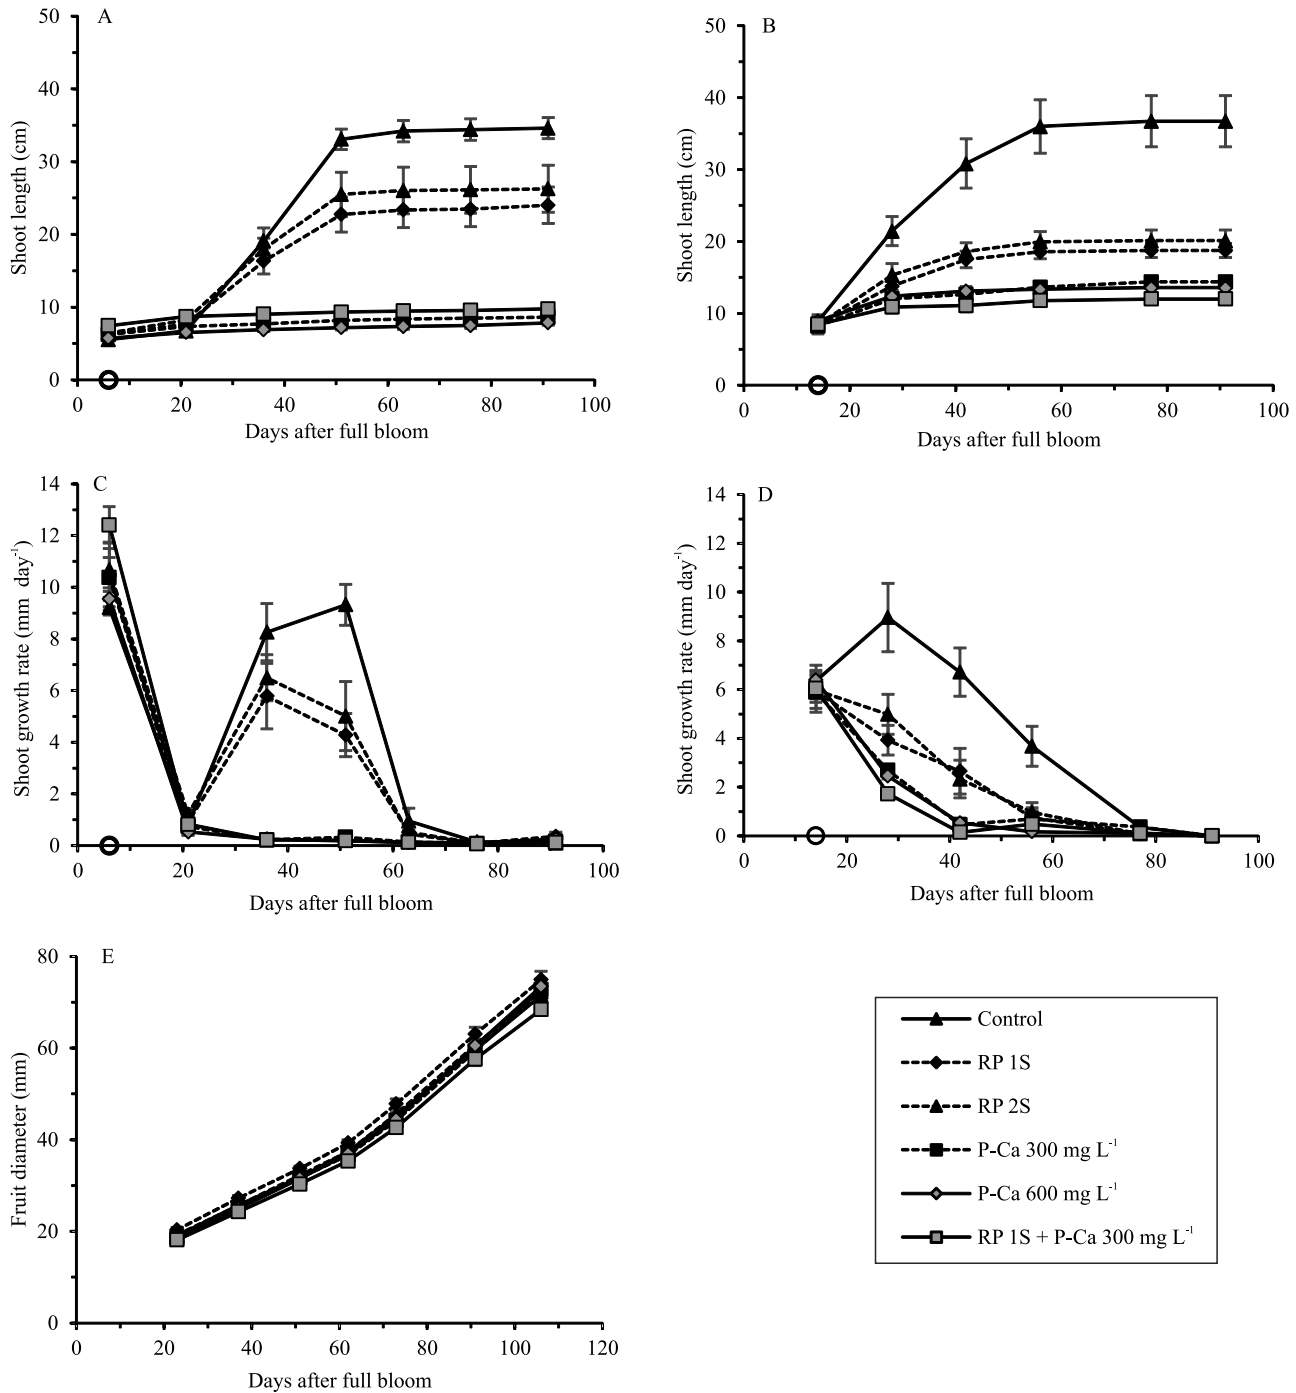 A
50
40
30
20
10
0
Shoot length (cm)
0 20 40 60 80 100
Days after full bloom
B
50
40
30
20
10
0
Shoot length (cm)
0 20 40 60 80 100
Days after full bloom
C
14
12
10
8
6
4
2
0
Shoot growth rate (mm day-1)
0 20 40 60 80 100
Days after full bloom
D
14
12
10
8
6
4
2
0
Shoot growth rate (mm day-1)
0 20 40 60 80 100
Days after full bloom
E
80
60
40
20
0
Fruit diameter (mm)
0 20 40 60 80 100 120
Days after full bloom
Control
RP 1S
RP 2S
P-Ca 300 mg L-1
P-Ca 600 mg L-1
RP 1S + P-Ca 300 mg L-1